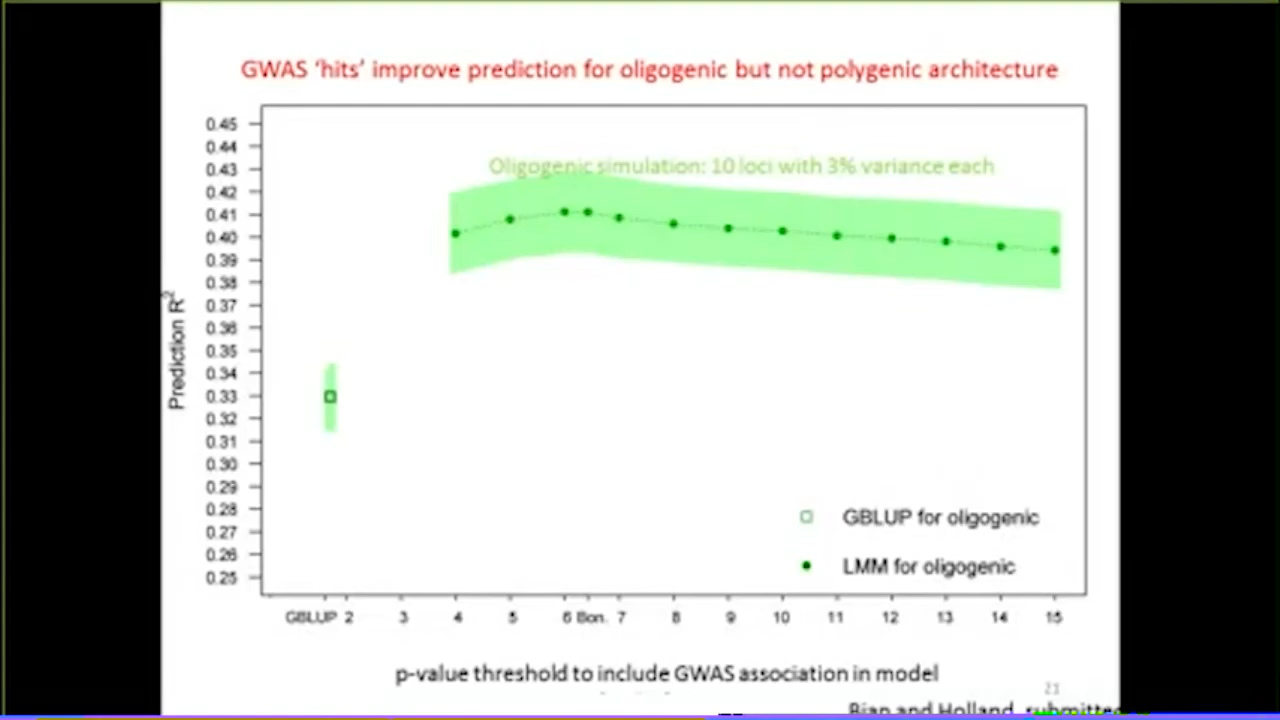 GWAS ‘hits’ improve prediction for oligogenic but not polygenic architecture
Oligogenic simulation: 10 loci with 3% variance each
Prediction R²
0.45
0.44
0.43
0.42
0.41
0.40
0.39
0.38
0.37
0.36
0.35
0.34
0.33
0.32
0.31
0.30
0.29
0.28
0.27
0.26
0.25
GBLUP for oligogenic
LMM for oligogenic
GBLUP 2 3 4 5 6 Bon. 7 8 9 10 11 12 13 14 15
p-value threshold to include GWAS association in model
21
Bian and Holland, submitted